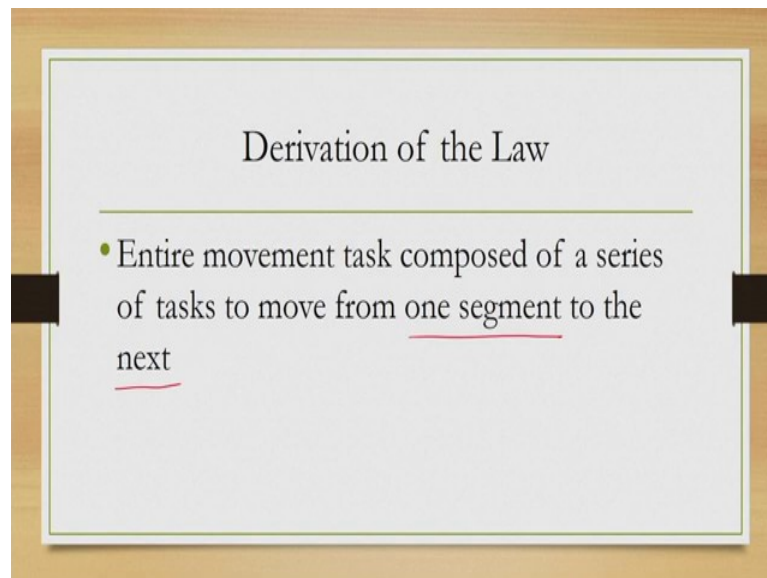 Derivation of the Law
• Entire movement task composed of a series
of tasks to move from one segment to the
next